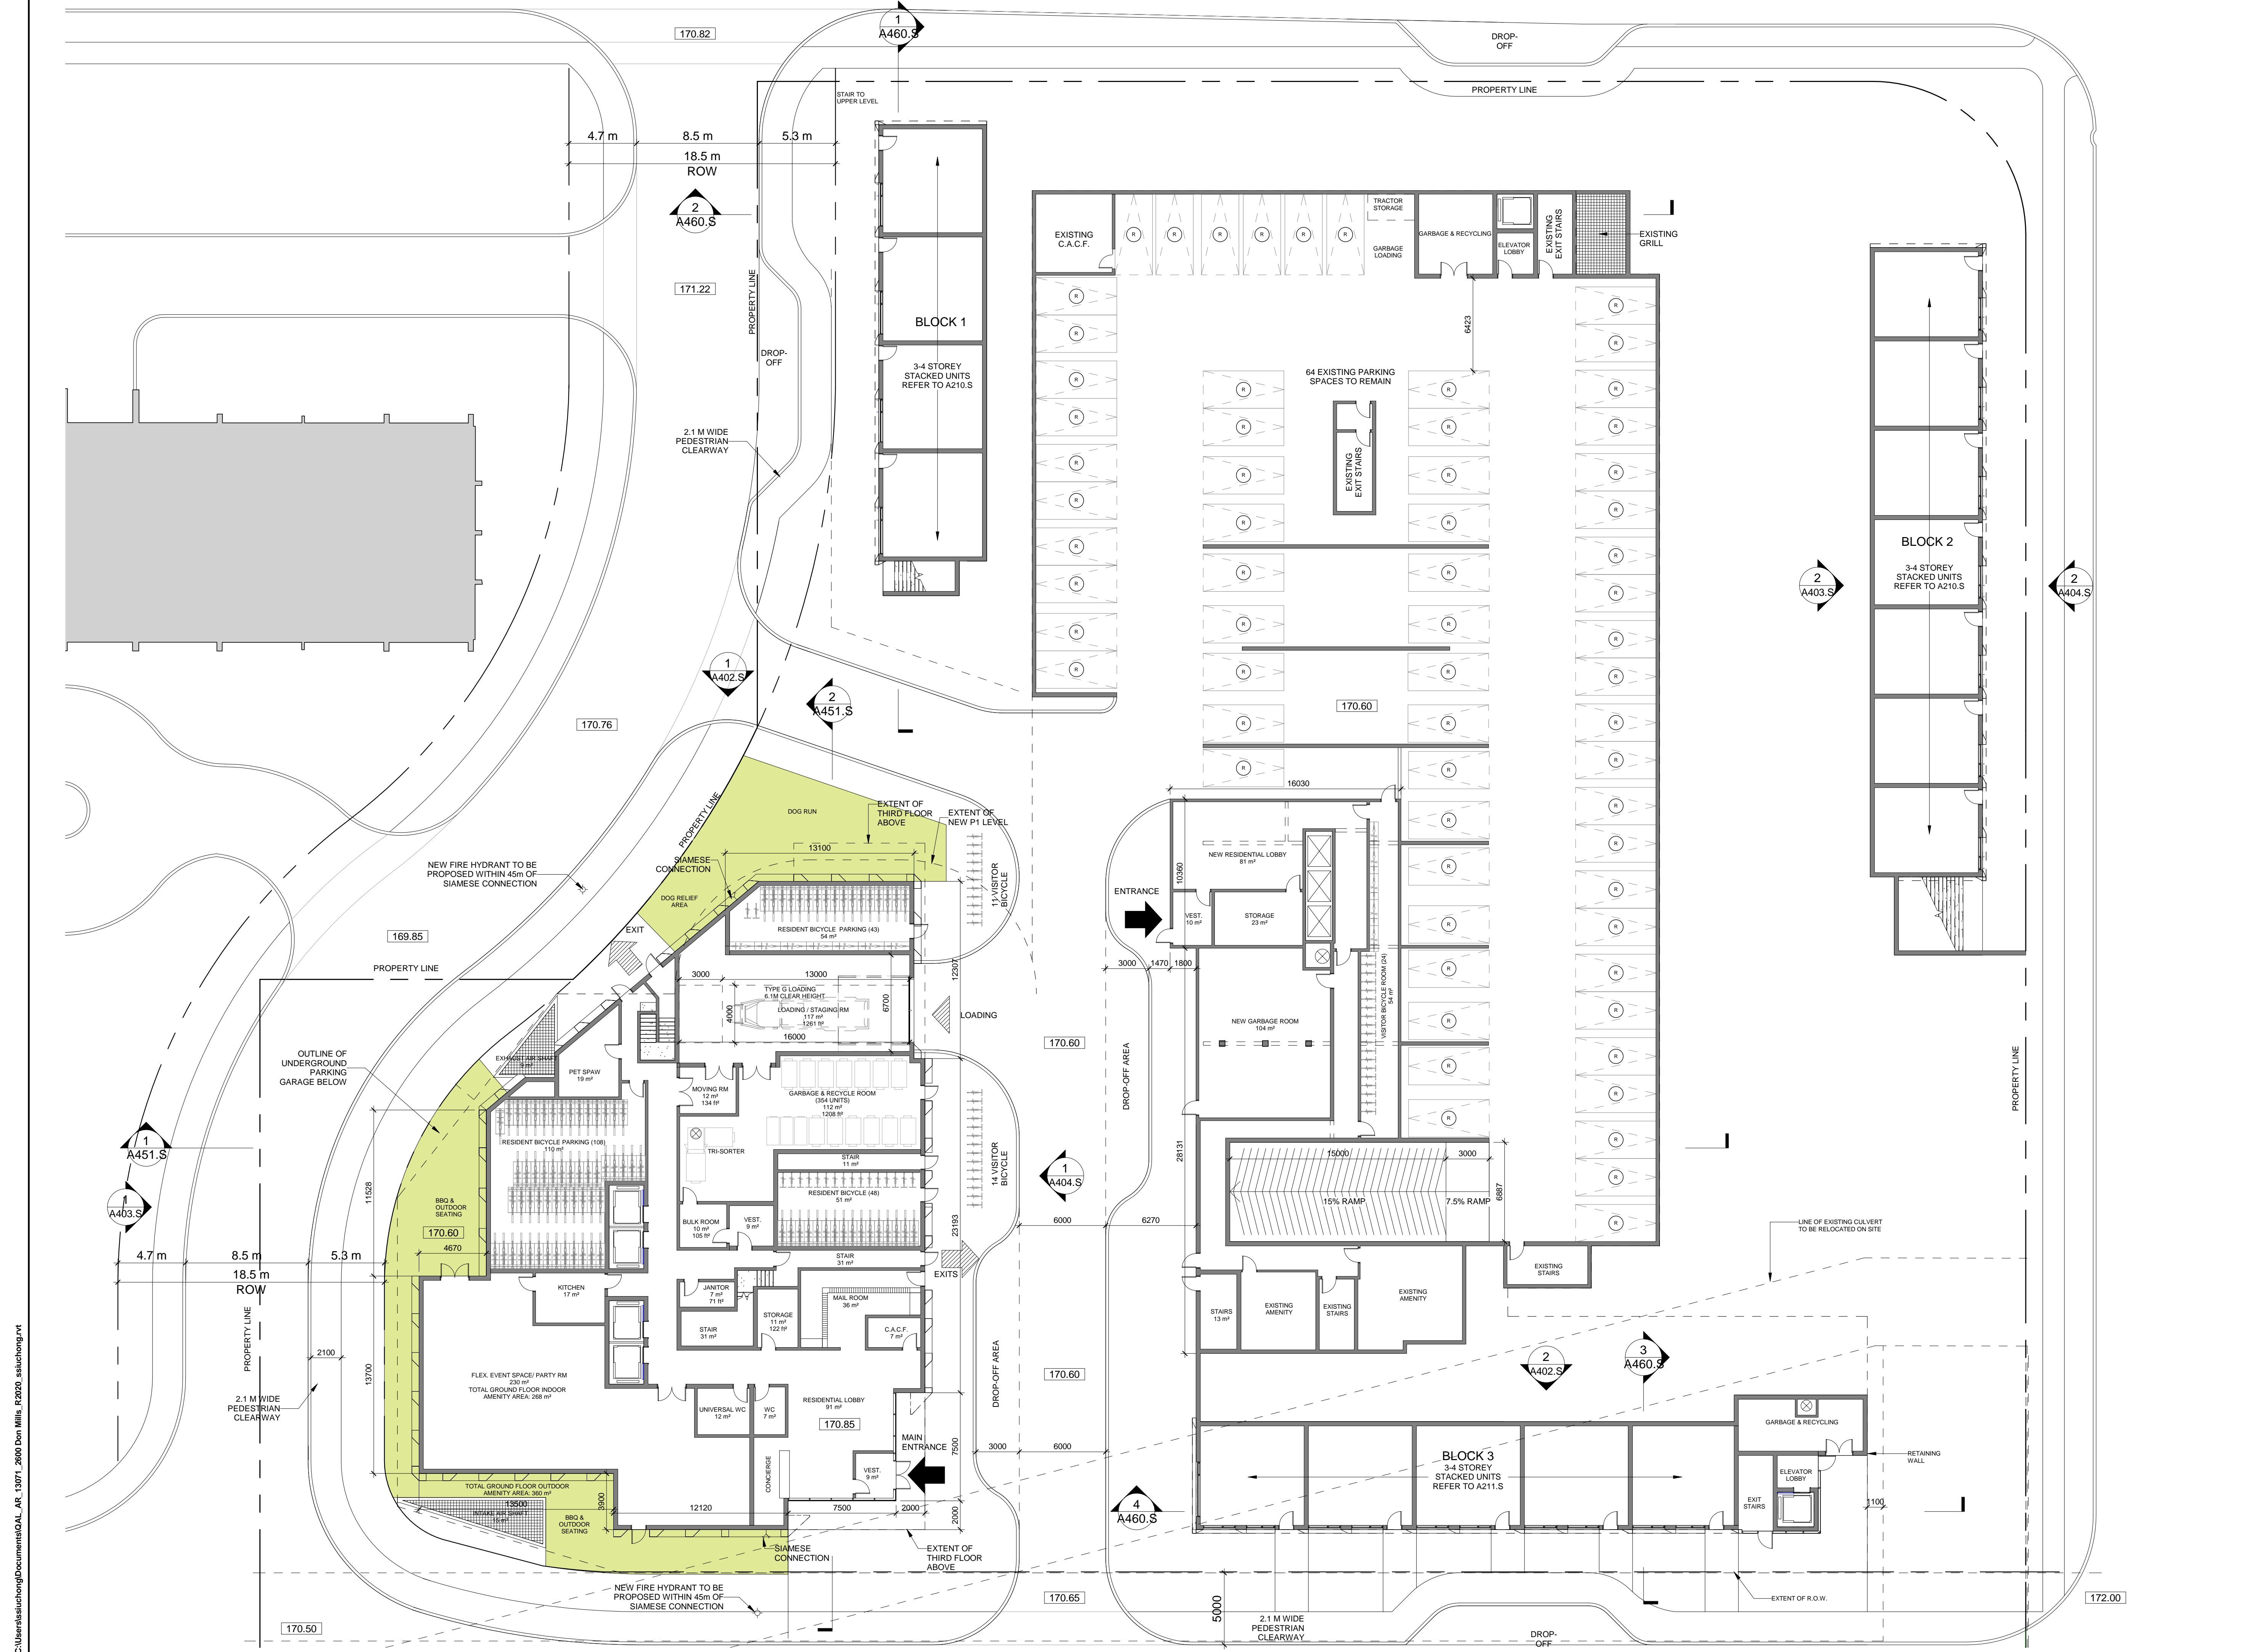 1
A460.S
170.82
DROP-
OFF
PROPERTY LINE
STAIR TO
UPPER LEVEL
4.7 m
8.5 m
5.3 m
18.5 m
ROW
2
A460.S
171.22
PROPERTY LINE
DROP-
OFF
BLOCK 1
3-4 STOREY
STACKED UNITS
REFER TO A210.S
2.1 M WIDE
PEDESTRIAN
CLEARWAY
EXISTING
C.A.C.F.
TRACTOR
STORAGE
GARBAGE
LOADING
GARBAGE & RECYCLING
ELEVATOR
LOBBY
EXISTING
EXIT STAIRS
EXISTING
GRILL
R R R R R R
6423
64 EXISTING PARKING
SPACES TO REMAIN
EXISTING
EXIT STAIRS
170.60
BLOCK 2
3-4 STOREY
STACKED UNITS
REFER TO A210.S
2
A403.S
2
A404.S
1
A402.S
2
A451.S
170.76
DOG RUN
EXTENT OF
THIRD FLOOR
ABOVE
EXTENT OF
NEW P1 LEVEL
PROPERTY LINE
SIAMESE
CONNECTION
13100
NEW FIRE HYDRANT TO BE
PROPOSED WITHIN 45m OF
SIAMESE CONNECTION
DOG RELIEF
AREA
11 VISITOR
BICYCLE
RESIDENT BICYCLE PARKING (43)
54 m²
EXIT
169.85
PROPERTY LINE
3000
13000
12307
TYPE G LOADING
6.1M CLEAR HEIGHT
LOADING / STAGING RM
117 m²
1261 ft²
4000
6700
16000
LOADING
OUTLINE OF
UNDERGROUND
PARKING
GARAGE BELOW
EXHAUST AIR SHAFT
9 m²
PET SPAW
19 m²
MOVING RM
12 m²
134 ft²
GARBAGE & RECYCLE ROOM
(354 UNITS)
112 m²
1208 ft²
TRI-SORTER
RESIDENT BICYCLE PARKING (108)
110 m²
STAIR
11 m²
RESIDENT BICYCLE (48)
51 m²
14 VISITOR
BICYCLE
1
A451.S
1
A403.S
11528
BBQ &
OUTDOOR
SEATING
170.60
4670
BULK ROOM
10 m²
105 ft²
VEST.
9 m²
23193
STAIR
31 m²
EXITS
4.7 m
8.5 m
5.3 m
18.5 m
ROW
KITCHEN
17 m²
JANITOR
7 m²
71 ft²
STORAGE
11 m²
122 ft²
STAIR
31 m²
MAIL ROOM
36 m²
C.A.C.F.
7 m²
PROPERTY LINE
2100
13700
FLEX. EVENT SPACE/ PARTY RM
230 m²
TOTAL GROUND FLOOR INDOOR
AMENITY AREA: 268 m²
2.1 M WIDE
PEDESTRIAN
CLEARWAY
UNIVERSAL WC
12 m²
WC
7 m²
RESIDENTIAL LOBBY
91 m²
170.85
MAIN
ENTRANCE
7500
CONCIERGE
VEST.
9 m²
TOTAL GROUND FLOOR OUTDOOR
AMENITY AREA: 360 m²
13500
3900
INTAKE AIR SHAFT
15 m²
BBQ &
OUTDOOR
SEATING
12120
7500
2000
2000
SIAMESE
CONNECTION
EXTENT OF
THIRD FLOOR
ABOVE
NEW FIRE HYDRANT TO BE
PROPOSED WITHIN 45m OF
SIAMESE CONNECTION
170.50
16030
NEW RESIDENTIAL LOBBY
81 m²
10360
ENTRANCE
VEST.
10 m²
STORAGE
23 m²
3000
1470
1800
VISITOR BICYCLE ROOM (24)
54 m²
NEW GARBAGE ROOM
104 m²
170.60
DROP-OFF AREA
28131
1
A404.S
15000
3000
15% RAMP
7.5% RAMP
6887
6000
6270
EXISTING
STAIRS
STAIRS
13 m²
EXISTING
AMENITY
EXISTING
STAIRS
EXISTING
AMENITY
LINE OF EXISTING CULVERT
TO BE RELOCATED ON SITE
PROPERTY LINE
170.60
DROP-OFF AREA
2
A402.S
3
A460.S
3000
6000
BLOCK 3
3-4 STOREY
STACKED UNITS
REFER TO A211.S
GARBAGE & RECYCLING
RETAINING
WALL
ELEVATOR
LOBBY
EXIT
STAIRS
1100
4
A460.S
170.65
5000
2.1 M WIDE
PEDESTRIAN
CLEARWAY
EXTENT OF R.O.W.
DROP-
OFF
172.00
C:\Users\ssiuchong\Documents\QAL_AR_13071_2600 Don Mills_R2020_ssiuchong.rvt